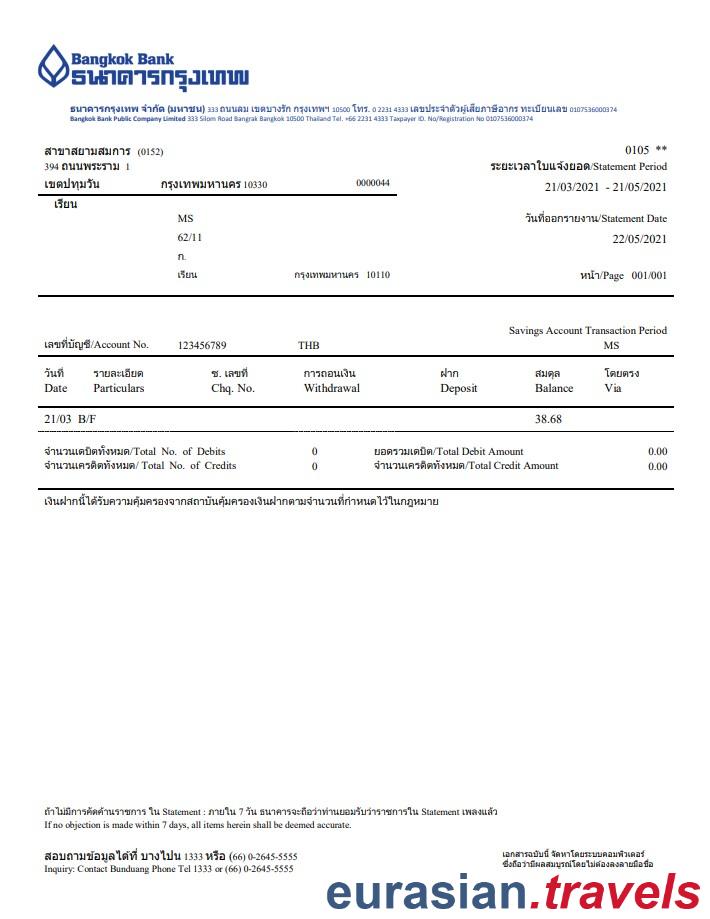 Bangkok Bank
ธนาคารกรุงเทพ
ธนาคารกรุงเทพ จำกัด (มหาชน) 333 ถนนสีลม เขตบางรัก กรุงเทพฯ 10500 โทร. 0 2231 4333 เลขประจำตัวผู้เสียภาษีอากร ทะเบียนเลข 0107536000374
Bangkok Bank Public Company Limited 333 Silom Road Bangrak Bangkok 10500 Thailand Tel. +66 2231 4333 Taxpayer ID. No/Registration No 0107536000374
สาขาสยามสมการ (0152) 0105 **
394 ถนนพระราม 1 ระยะเวลาใบแจ้งยอด/Statement Period
เขตปทุมวัน กรุงเทพมหานคร 10330 0000044 21/03/2021 - 21/05/2021
เรียน
MS วันที่ออกรายงาน/Statement Date
62/11 22/05/2021
ก.
เรียน กรุงเทพมหานคร 10110 หน้า/Page 001/001
Savings Account Transaction Period
เลขที่บัญชี/Account No. 123456789 THB MS
วันที่ รายละเอียด ช. เลขที่ การถอนเงิน ฝาก สมดุล โดยตรง
Date Particulars Chq. No. Withdrawal Deposit Balance Via
21/03 B/F 38.68
จำนวนเดบิตทั้งหมด/Total No. of Debits 0 ยอดรวมเดบิต/Total Debit Amount 0.00
จำนวนเครดิตทั้งหมด/ Total No. of Credits 0 จำนวนเครดิตทั้งหมด/Total Credit Amount 0.00
เงินฝากนี้ได้รับความคุ้มครองจากสถาบันคุ้มครองเงินฝากตามจำนวนที่กำหนดไว้ในกฎหมาย
ถ้าไม่มีการคัดค้านราชการ ใน Statement : ภายใน 7 วัน ธนาคารจะถือว่าท่านยอมรับว่าราชการใน Statement เพลงแล้ว
If no objection is made within 7 days, all items herein shall be deemed accurate.
สอบถามข้อมูลได้ที่ บางไปน 1333 หรือ (66) 0-2645-5555
Inquiry: Contact Bunduang Phone Tel 1333 or (66) 0-2645-5555
เอกสารฉบับนี้ จัดหาโดยระบบคอมพิวเตอร์
ซึ่งถือว่ามีผลสมบูรณ์โดยไม่ต้องลงลายมือชื่อ
eurasian.travels